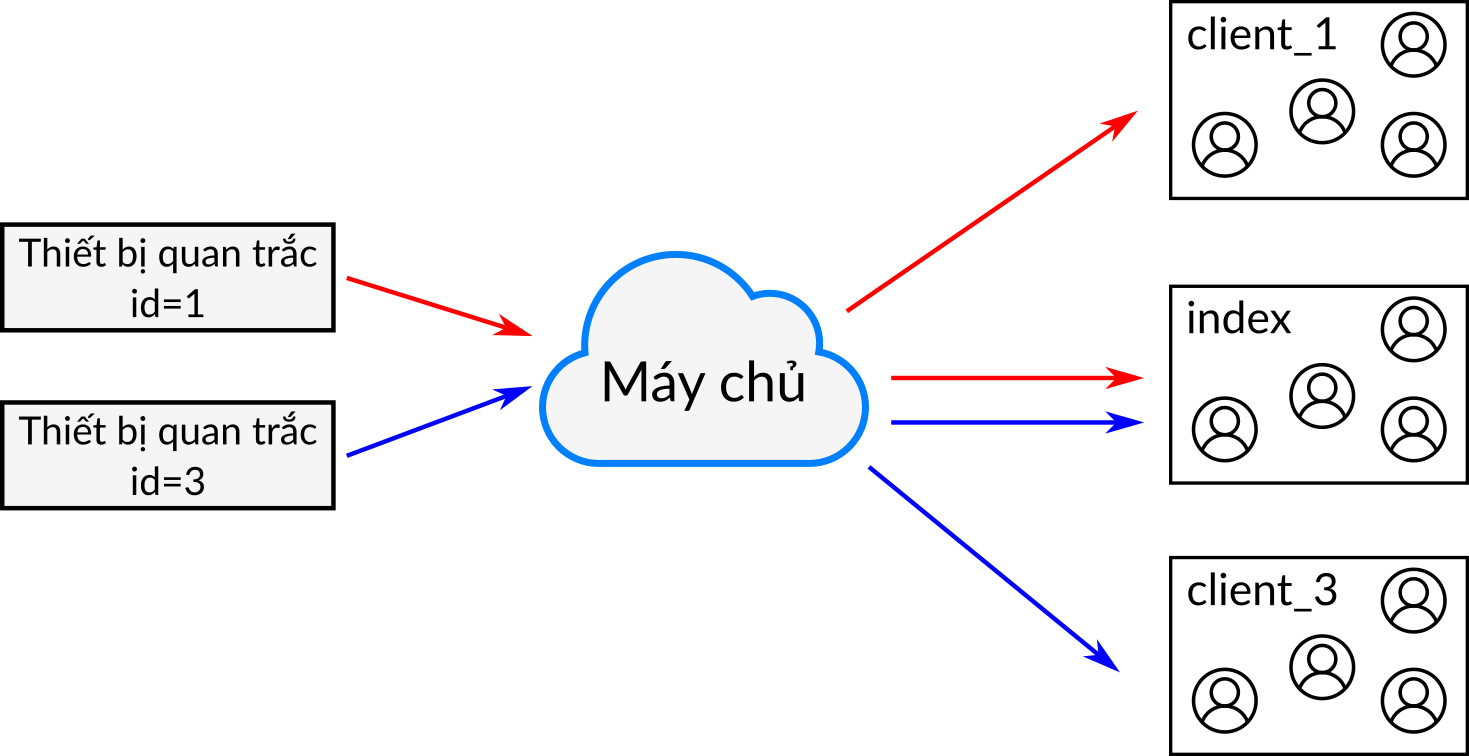 Thiết bị quan trắc
id=1
Thiết bị quan trắc
id=3
Máy chủ
client_1
index
client_3